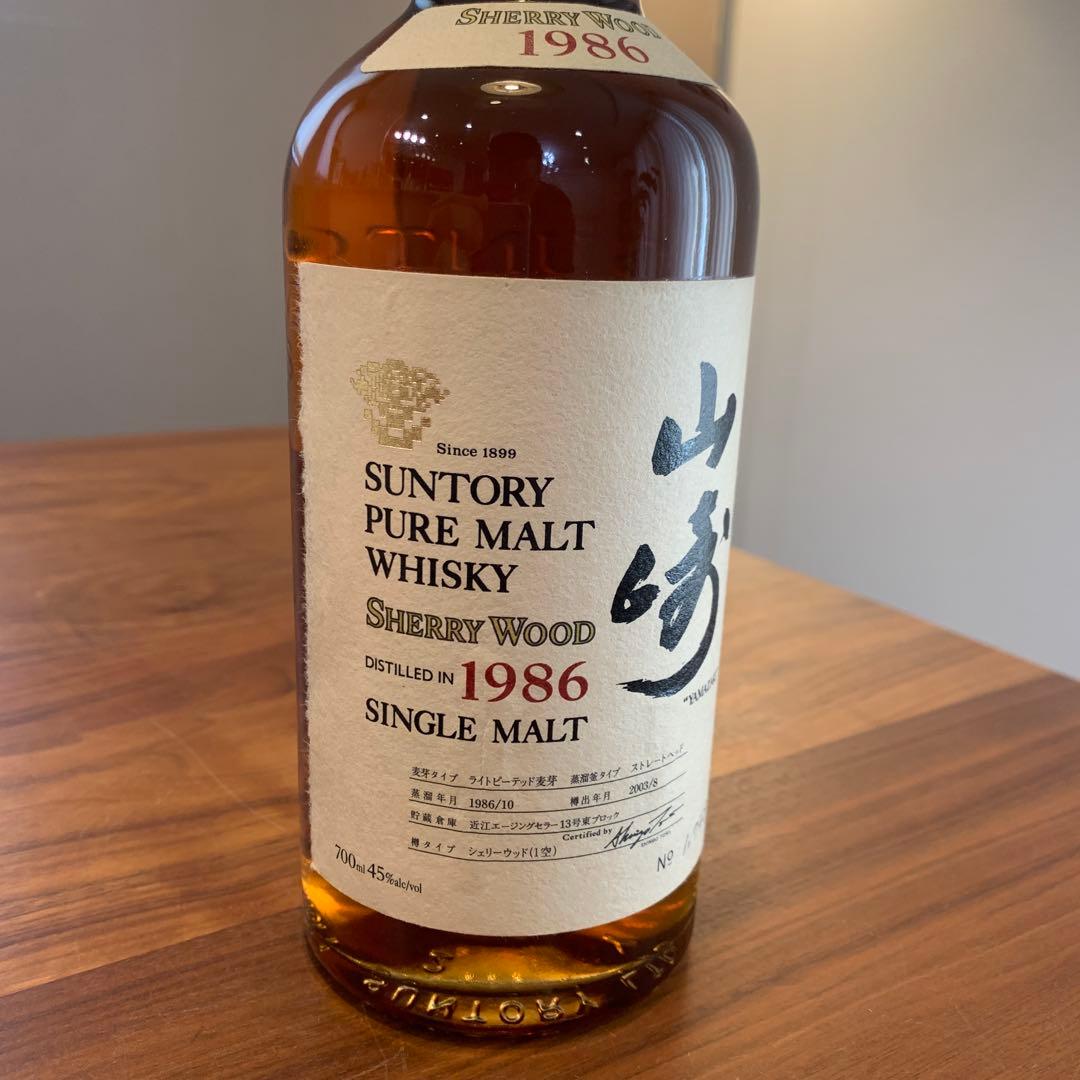 SHERRY WOOD
1986
Since 1899
SUNTORY
PURE MALT
WHISKY
SHERRY WOOD
DISTILLED IN 1986
SINGLE MALT
山崎
麦芽タイプ ライトピーテッド麦芽 蒸溜釜タイプ ストレートヘッド
蒸溜年月 1986/10 樽出年月 2003/8
貯蔵倉庫 近江エージングセラー13号東ブロック
樽タイプ シェリーウッド(1空)
Certified by
700ml 45%alc/vol
No
SUNTORY